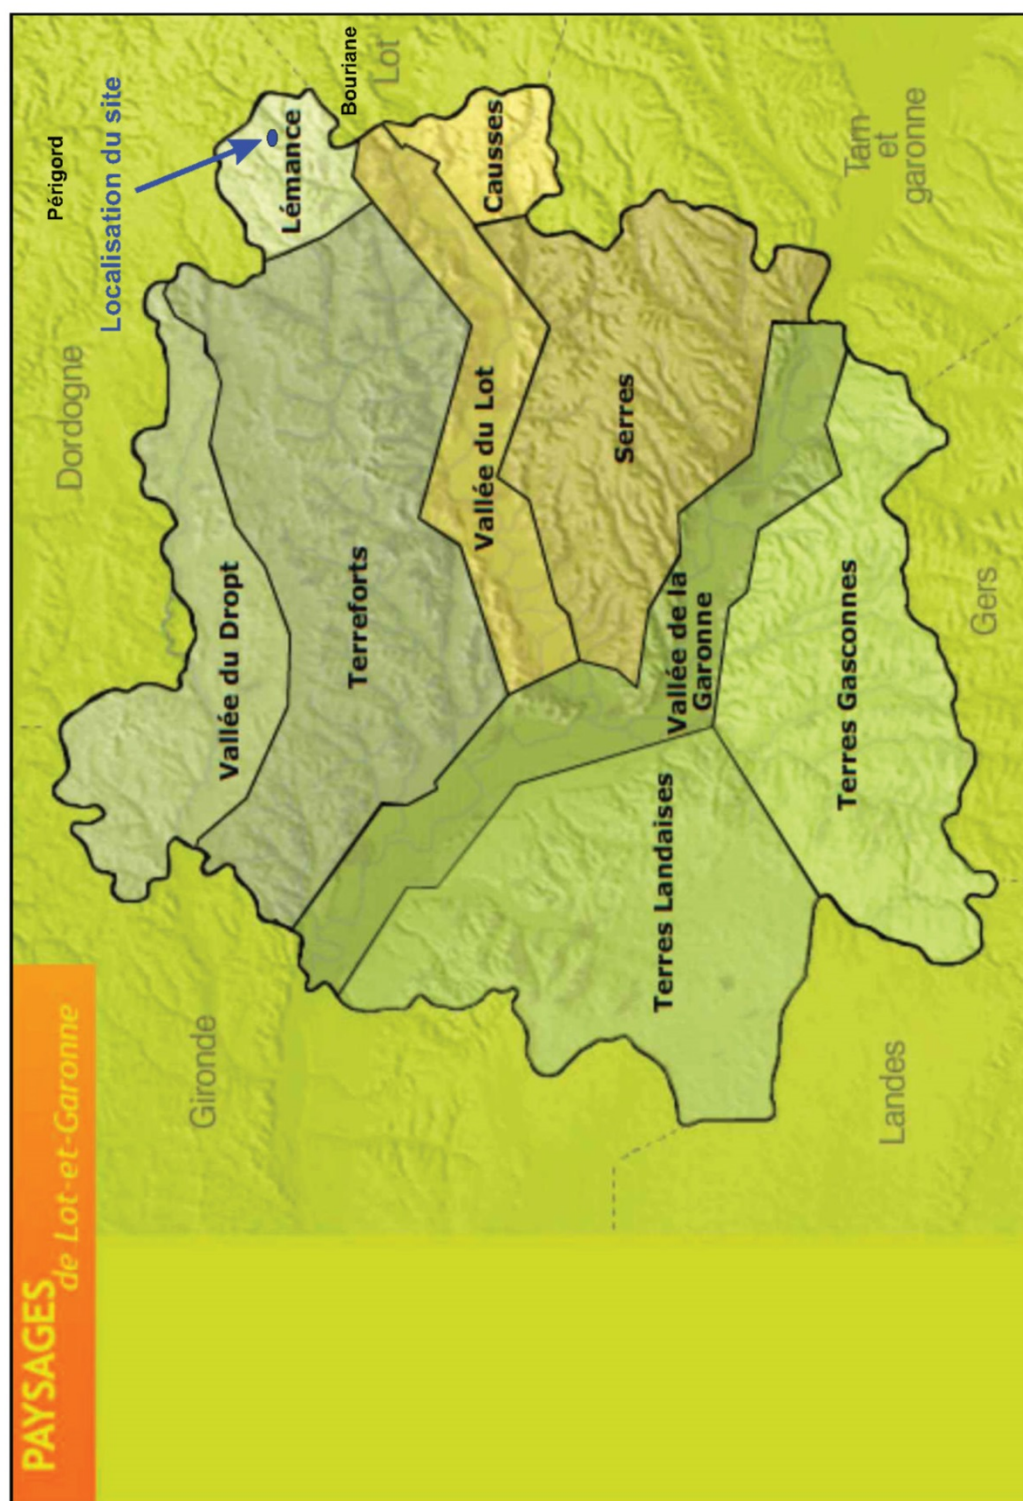 PAYSAGES
de Lot-et-Garonne
Périgord
Localisation du site
Dordogne
Bouriane
Lot
Lémance
Causses
Vallée du Dropt
Terreforts
Vallée du Lot
Serres
Tarn
et
garonne
Gironde
Vallée de la
Garonne
Terres Landaises
Terres Gasconnes
Gers
Landes